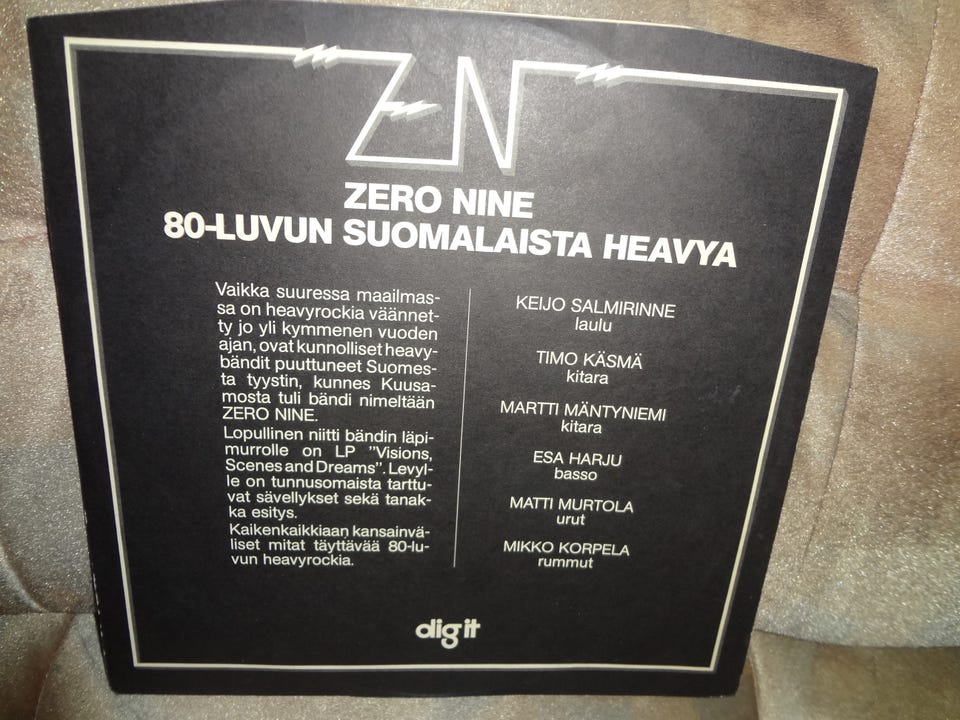 ZN
ZERO NINE
80-LUVUN SUOMALAISTA HEAVYA
Vaikka suuressa maailmas-
sa on heavyrockia väännet-
ty jo yli kymmenen vuoden
ajan, ovat kunnolliset heavy-
bändit puuttuneet Suomes-
ta tyystin, kunnes Kuusa-
mosta tuli bändi nimeltään
ZERO NINE.
Lopullinen niitti bändin läpi-
murrolle on LP "Visions,
Scenes and Dreams". Levyl-
le on tunnusomaista tarttu-
vat sävellykset sekä tanak-
ka esitys.
Kaikenkaikkiaan kansainvä-
liset mitat täyttävää 80-lu-
vun heavyrockia.
KEIJO SALMIRINNE
laulu
TIMO KÄSMÄ
kitara
MARTTI MÄNTYNIEMI
kitara
ESA HARJU
basso
MATTI MURTOLA
urut
MIKKO KORPELA
rummut
dig it